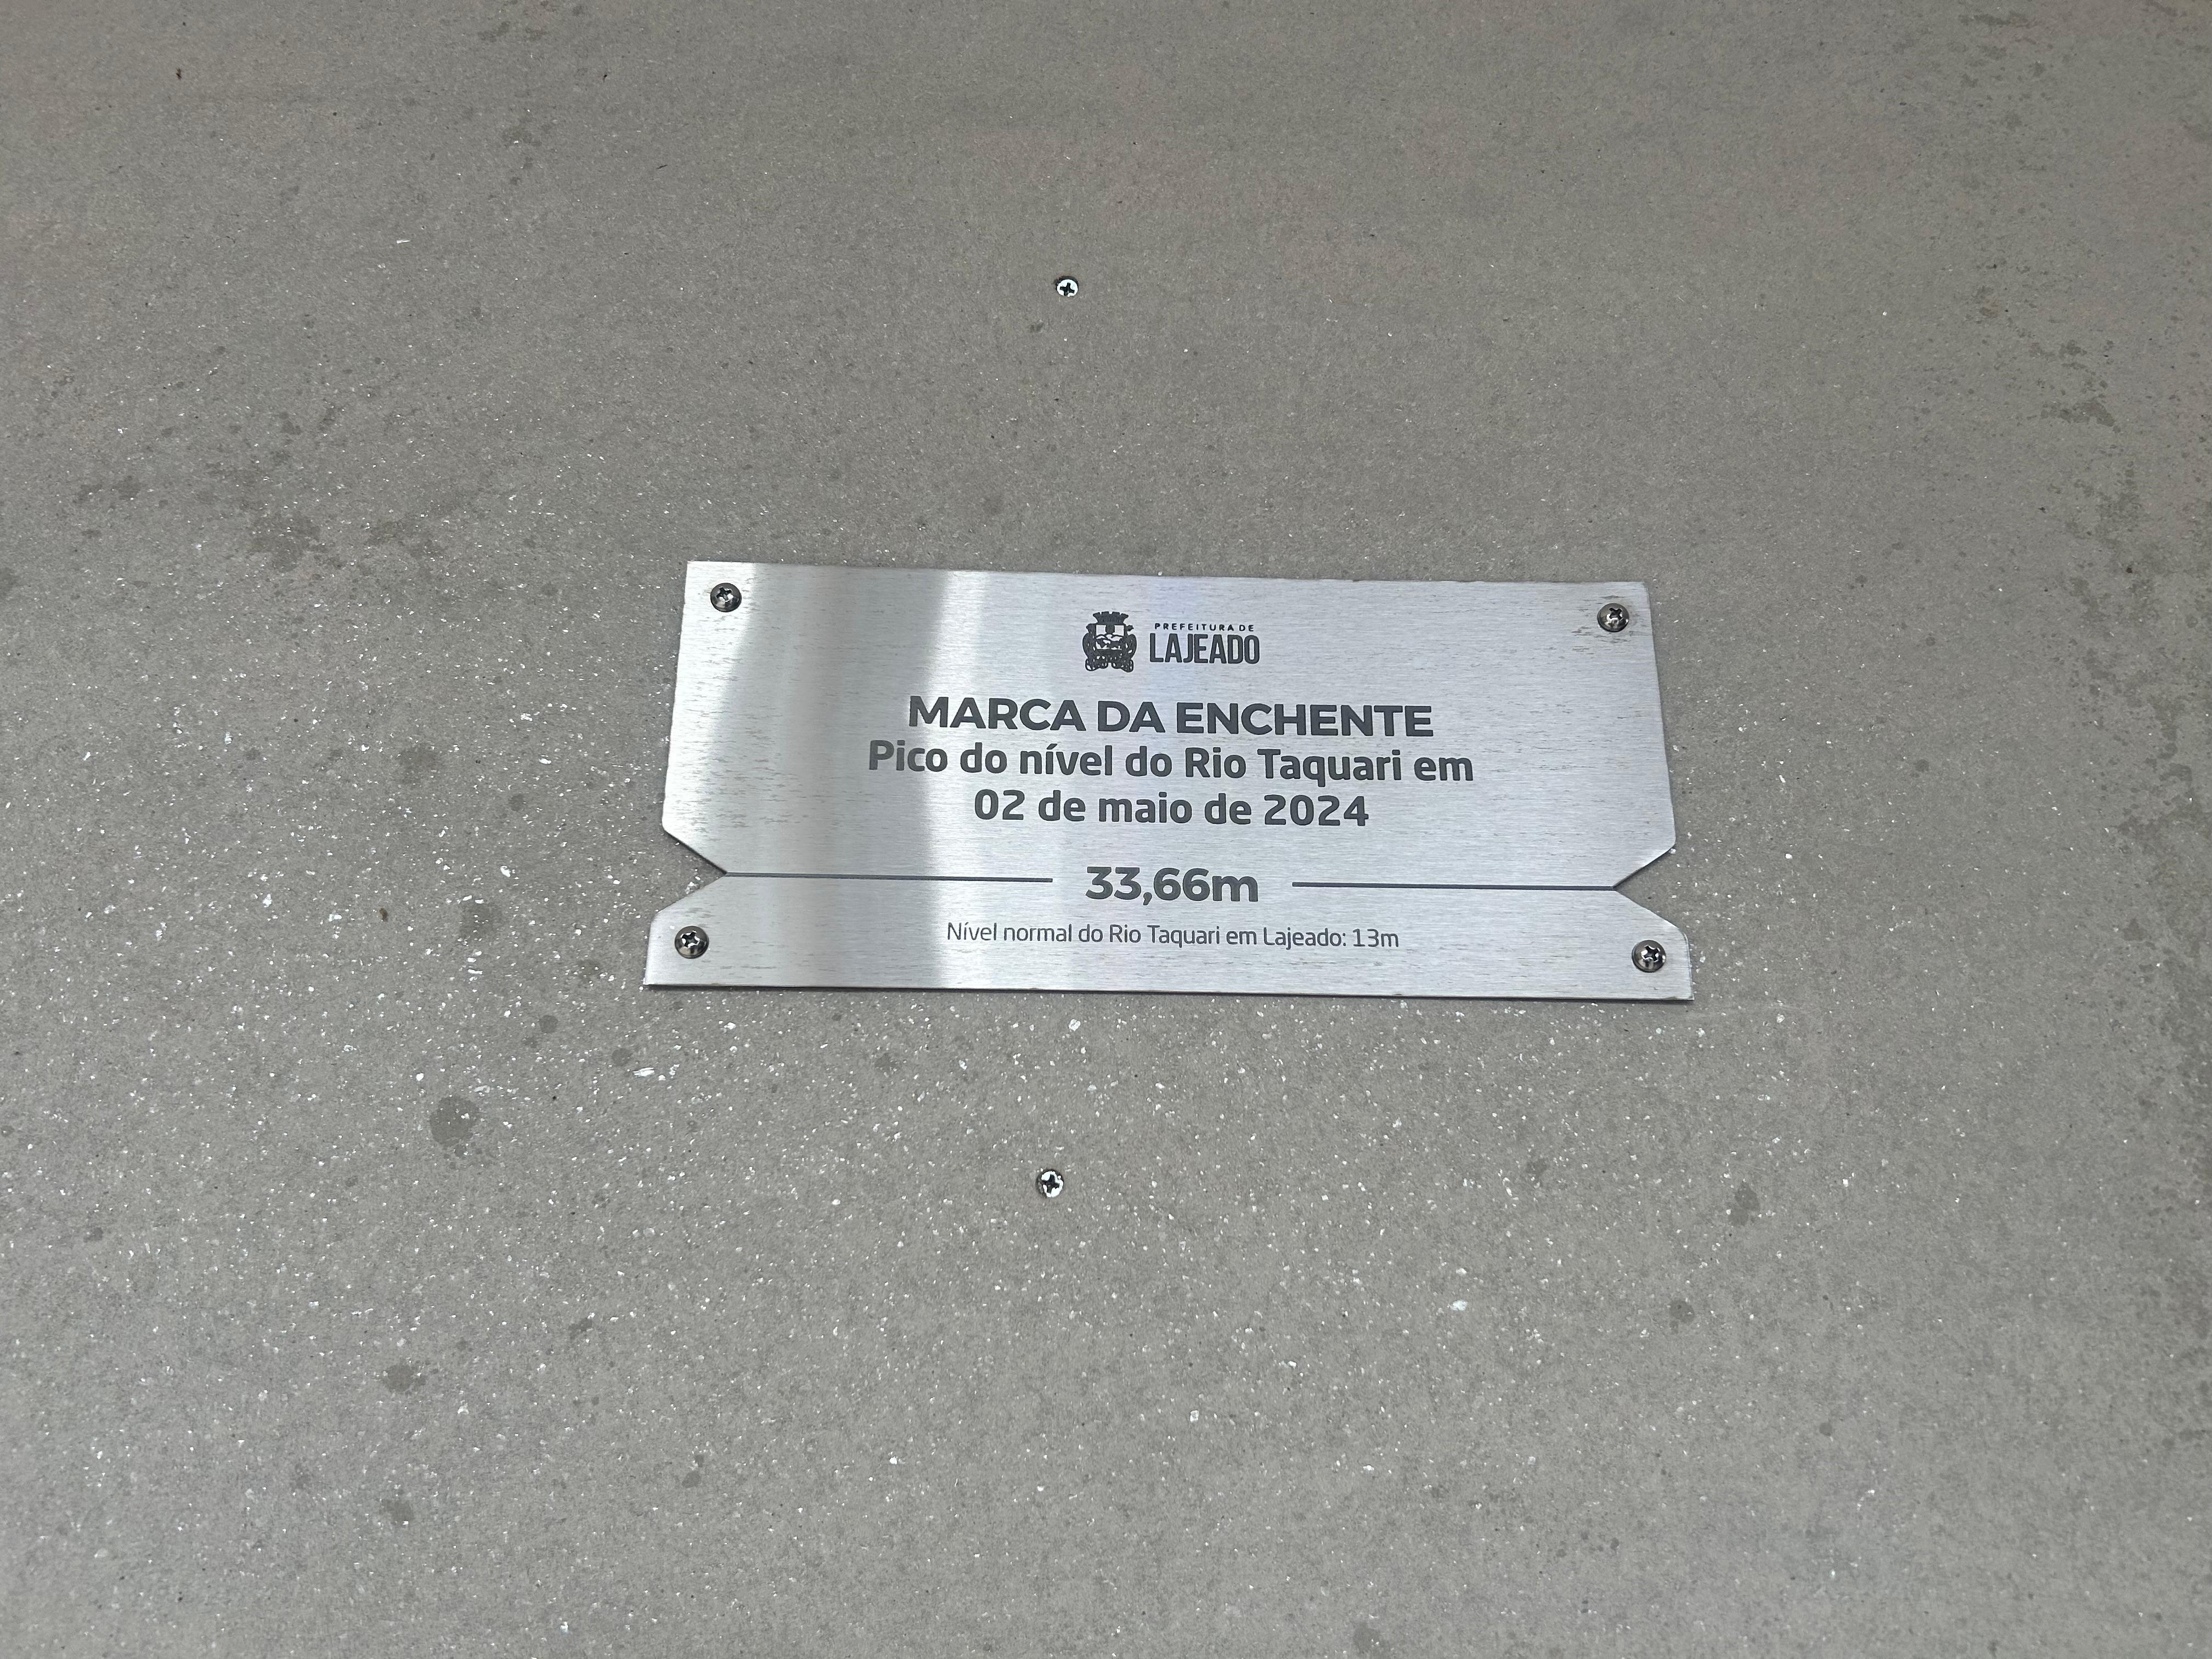 PREFEITURA DE
LAJEADO
MARCA DA ENCHENTE
Pico do nível do Rio Taquari em
02 de maio de 2024
33,66m
Nível normal do Rio Taquari em Lajeado: 13m